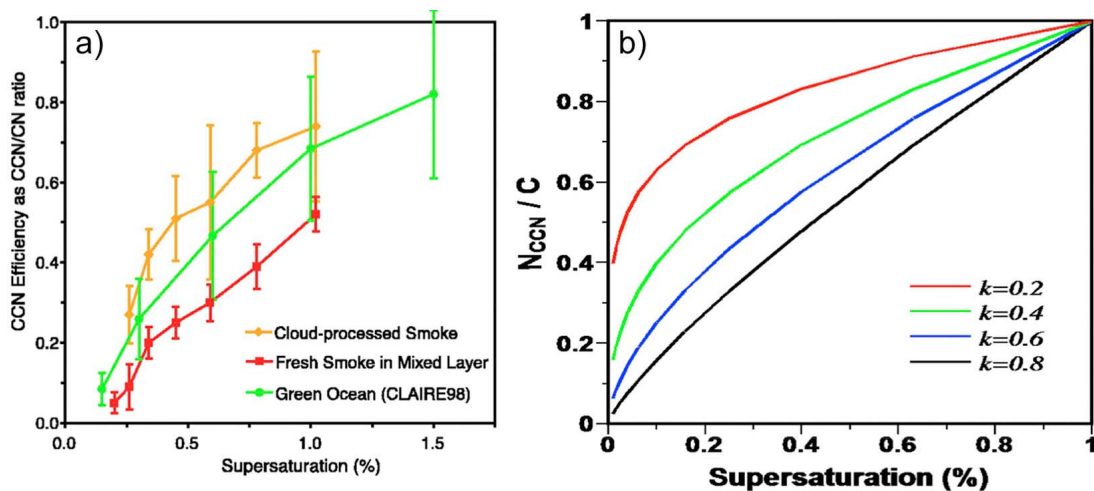 a)
CCN Efficiency as CCN/CN ratio
1.0
0.8
0.6
0.4
0.2
0.0
0.0
0.5
1.0
1.5
Supersaturation (%)
Cloud-processed Smoke
Fresh Smoke in Mixed Layer
Green Ocean (CLAIRE98)
b)
N_CCN / C
1
0.8
0.6
0.4
0.2
0
0
0.2
0.4
0.6
0.8
1
Supersaturation (%)
k=0.2
k=0.4
k=0.6
k=0.8